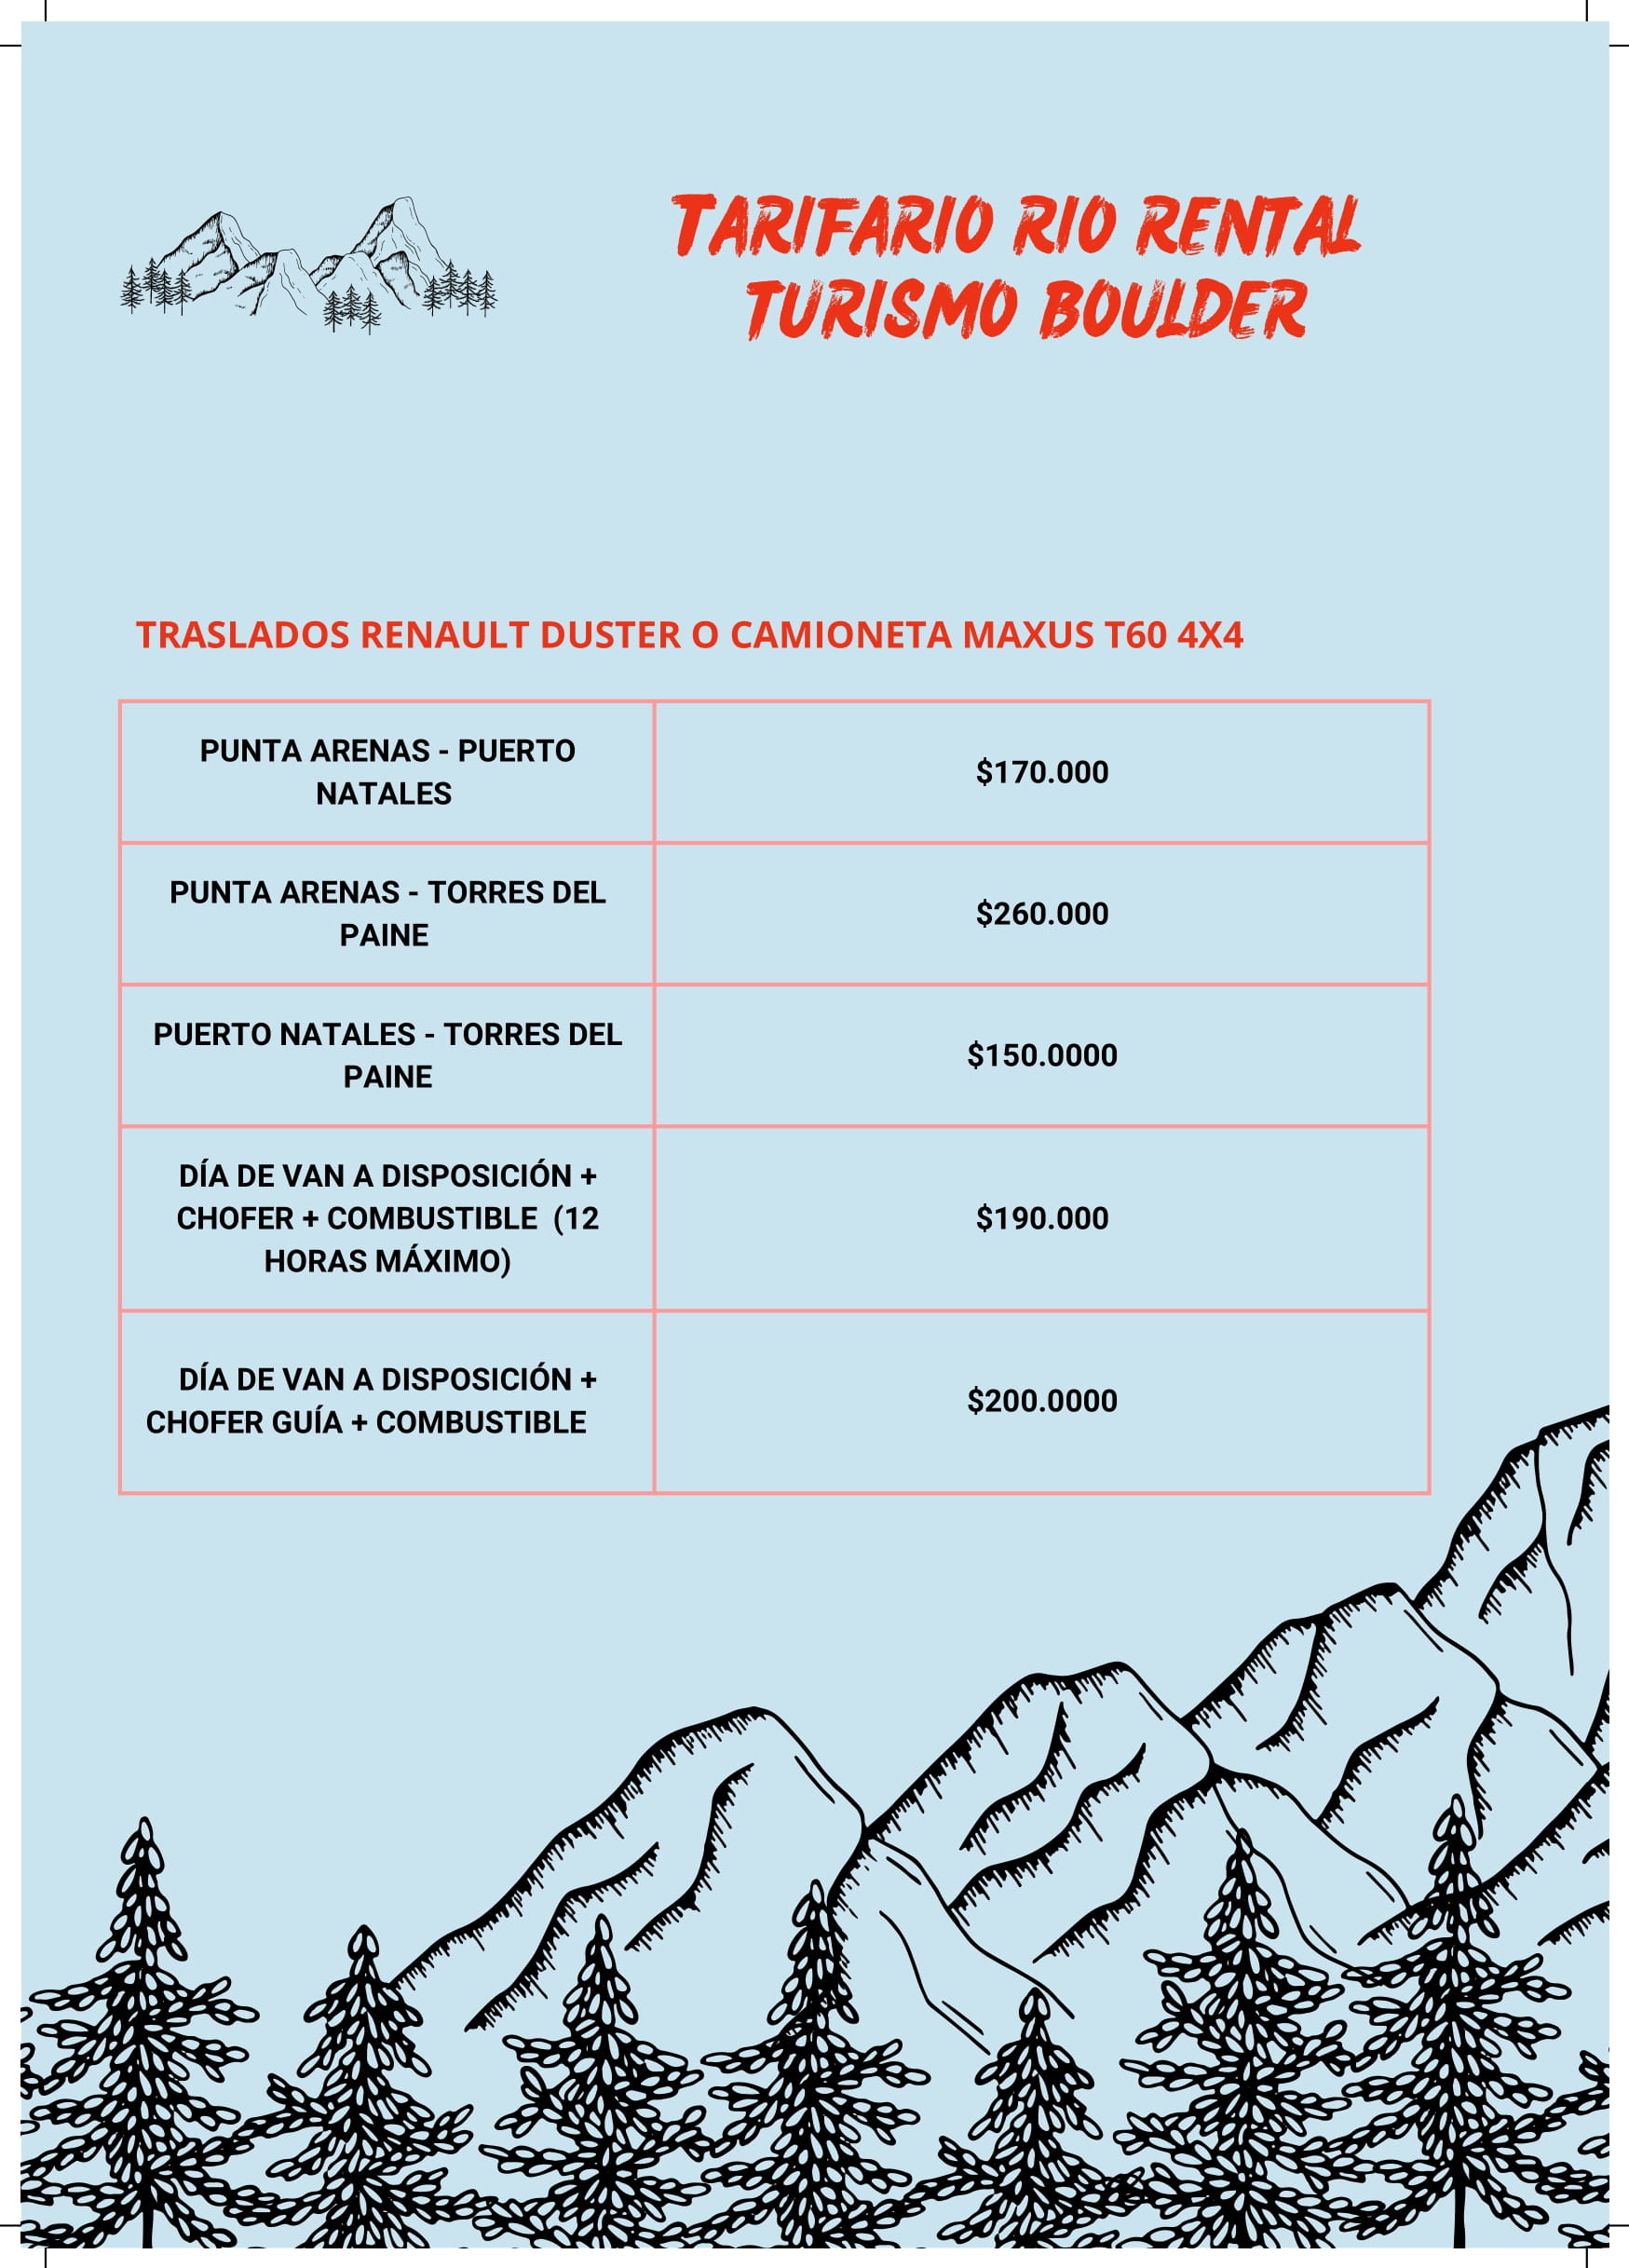 TARIFARIO RIO RENTAL
TURISMO BOULDER
TRASLADOS RENAULT DUSTER O CAMIONETA MAXUS T60 4X4
PUNTA ARENAS - PUERTO
NATALES
$170.000
PUNTA ARENAS - TORRES DEL
PAINE
$260.000
PUERTO NATALES - TORRES DEL
PAINE
$150.0000
DÍA DE VAN A DISPOSICIÓN +
CHOFER + COMBUSTIBLE (12
HORAS MÁXIMO)
$190.000
DÍA DE VAN A DISPOSICIÓN +
CHOFER GUÍA + COMBUSTIBLE
$200.0000